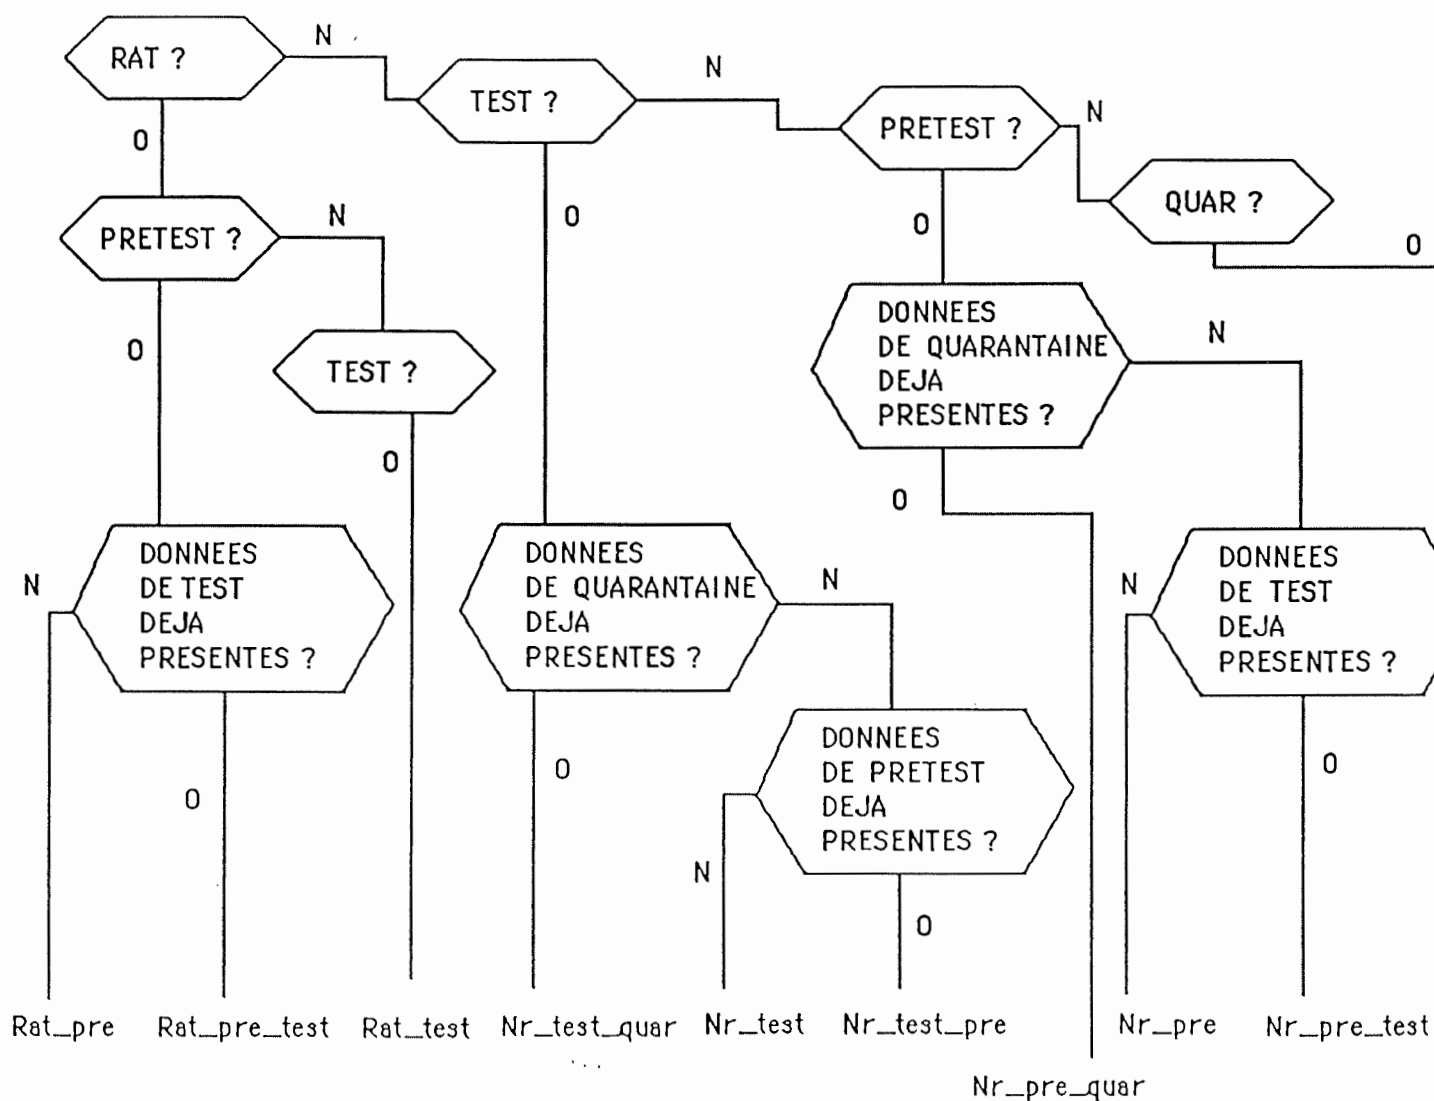 RAT ?
N
TEST ?
N
PRETEST ?
N
QUAR ?
O
O
PRETEST ?
N
O
O
O
TEST ?
O
DONNEES
DE QUARANTAINE
DEJA
PRESENTES ?
N
O
O
DONNEES
DE TEST
DEJA
PRESENTES ?
N
O
DONNEES
DE QUARANTAINE
DEJA
PRESENTES ?
N
O
DONNEES
DE PRETEST
DEJA
PRESENTES ?
N
O
DONNEES
DE TEST
DEJA
PRESENTES ?
N
O
Rat_pre
Rat_pre_test
Rat_test
Nr_test_quar
Nr_test
Nr_test_pre
Nr_pre
Nr_pre_test
Nr_pre_quar